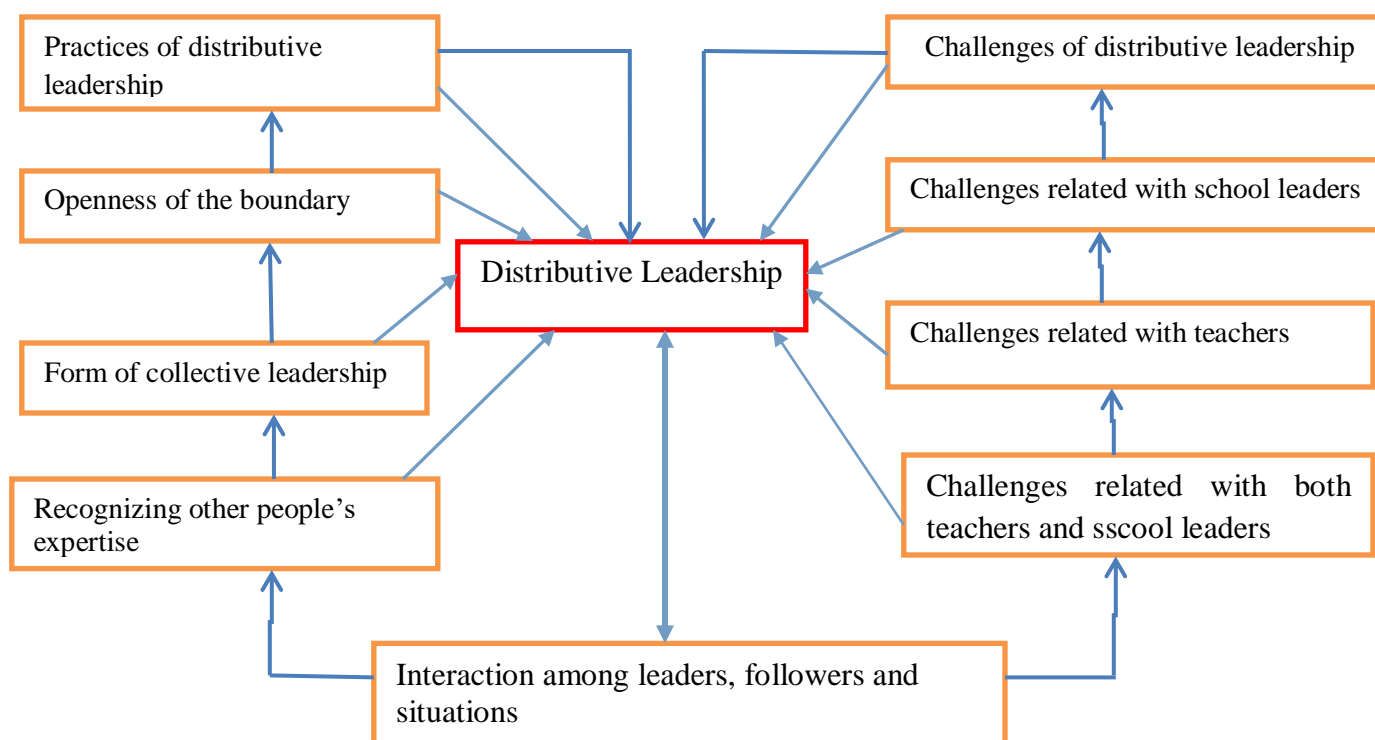 Practices of distributive
leadership
Challenges of distributive leadership
Openness of the boundary
Challenges related with school leaders
Distributive Leadership
Form of collective leadership
Challenges related with teachers
Recognizing other people’s
expertise
Challenges related with both
teachers and sscool leaders
Interaction among leaders, followers and
situations